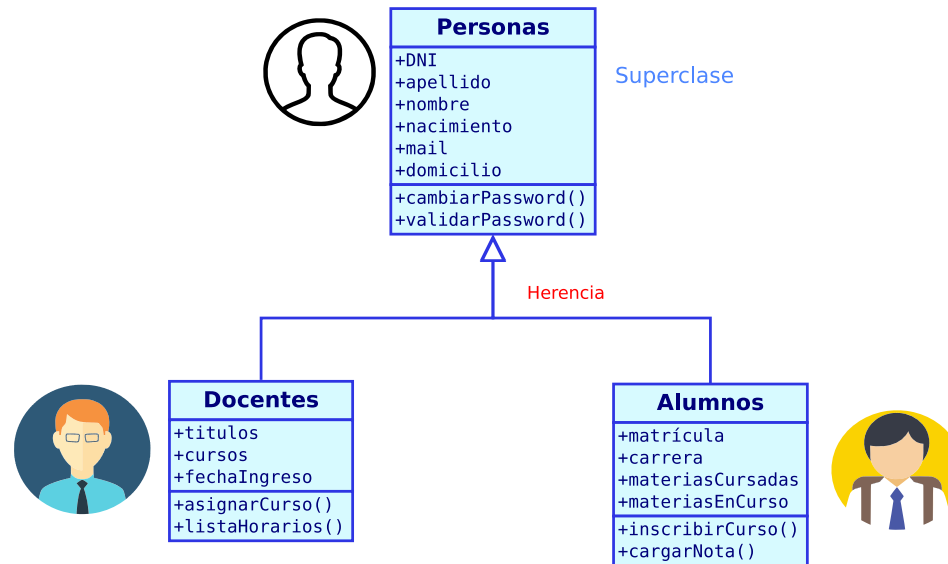 Personas
+DNI
+apellido
+nombre
+nacimiento
+mail
+domicilio
+cambiarPassword()
+validarPassword()
Superclase
Herencia
Docentes
+titulos
+cursos
+fechaIngreso
+asignarCurso()
+listaHorarios()
Alumnos
+matrícula
+carrera
+materiasCursadas
+materiasEnCurso
+inscribirCurso()
+cargarNota()